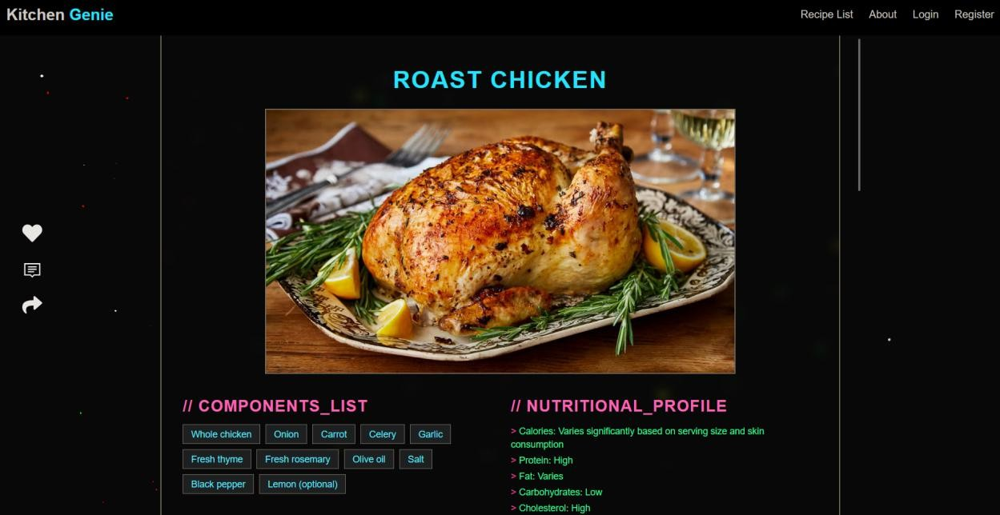 Kitchen Genie
Recipe List About Login Register
ROAST CHICKEN
// COMPONENTS_LIST
Whole chicken Onion Carrot Celery Garlic
Fresh thyme Fresh rosemary Olive oil Salt
Black pepper Lemon (optional)
// NUTRITIONAL_PROFILE
> Calories: Varies significantly based on serving size and skin
consumption
> Protein: High
> Fat: Varies
> Carbohydrates: Low
> Cholesterol: High